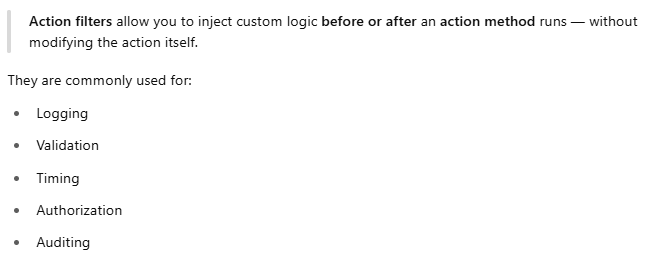 Action filters allow you to inject custom logic before or after an action method runs — without
modifying the action itself.
They are commonly used for:
• Logging
• Validation
• Timing
• Authorization
• Auditing